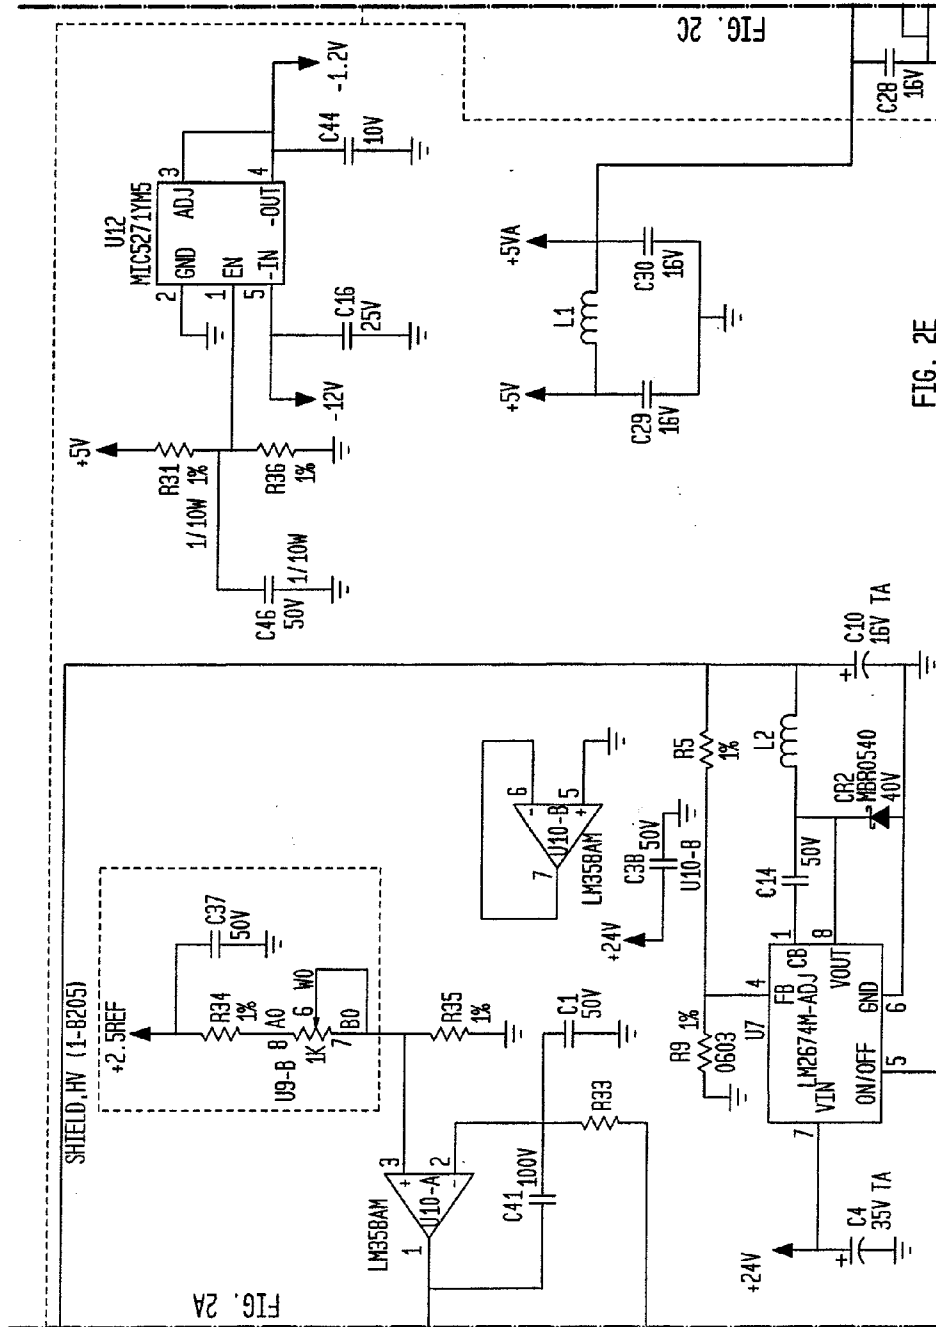 FIG. 2C
FIG. 2A
FIG. 2E
SHIELD,HV (1-8205)
+2.5REF
C37
50V
R34
1%
8
A0
6
W0
U9-B
1K
7
B0
R35
1%
LM358AM
U10-A
3
+
2
-
1
C41
100V
C1
50V
R33
U10-B
LM358AM
6
-
5
+
7
+24V
C38
50V
U10-B
R5
1%
R9
1%
0603
U7
LM2674M-ADJ
4
FB
1
CB
8
VOUT
VIN
7
GND
6
ON/OFF
5
C14
50V
L2
CR2
MBR0540
40V
+
C10
16V TA
+24V
+
C4
35V TA
+5V
R31
1%
1/10W
R36
1%
1/10W
C46
50V
U12
MIC5271YM5
2
GND
1
EN
5
-IN
3
ADJ
4
-OUT
-12V
C16
25V
C44
10V
-1.2V
+5V
L1
+5VA
C29
16V
C30
16V
C28
16V